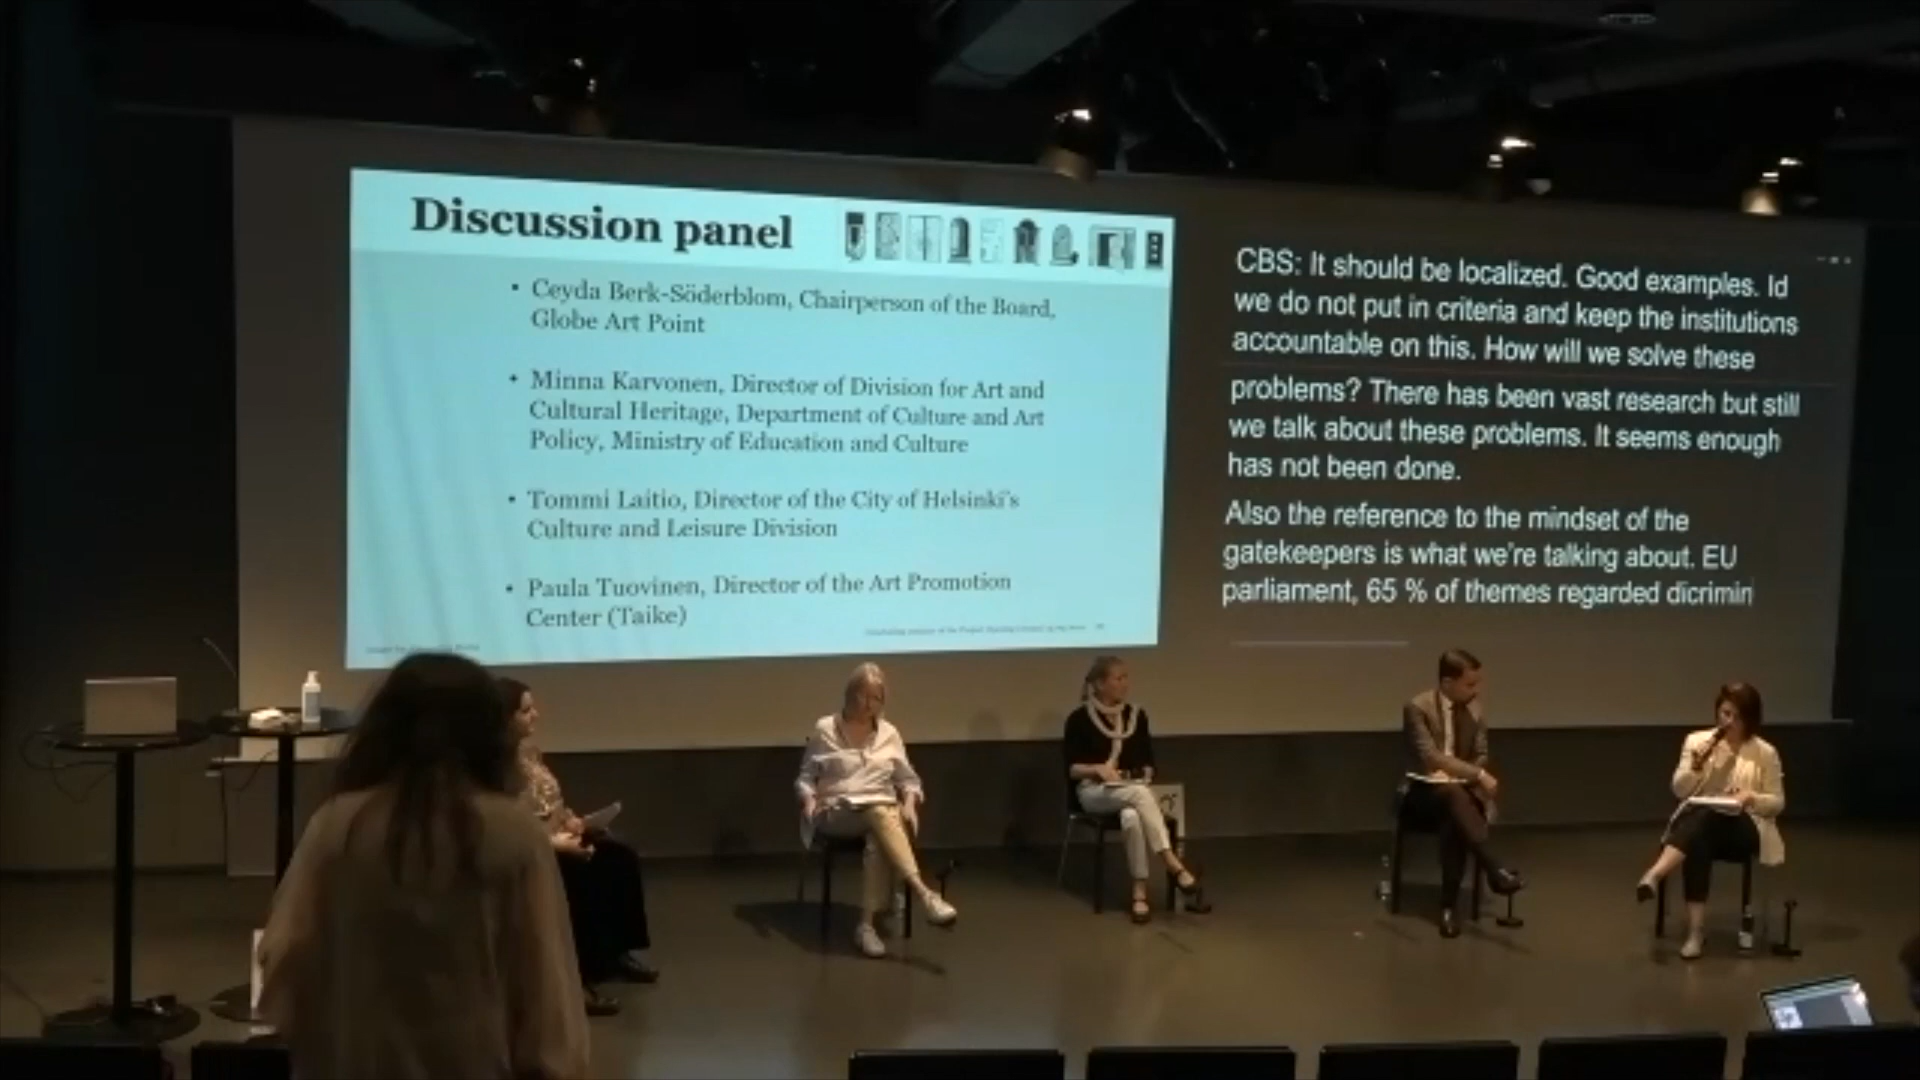 Discussion panel
• Ceyda Berk-Söderblom, Chairperson of the Board,
Globe Art Point
• Minna Karvonen, Director of Division for Art and
Cultural Heritage, Department of Culture and Art
Policy, Ministry of Education and Culture
• Tommi Laitio, Director of the City of Helsinki's
Culture and Leisure Division
• Paula Tuovinen, Director of the Art Promotion
Center (Taike)
CBS: It should be localized. Good examples. Id
we do not put in criteria and keep the institutions
accountable on this. How will we solve these
problems? There has been vast research but still
we talk about these problems. It seems enough
has not been done.
Also the reference to the mindset of the
gatekeepers is what we're talking about. EU
parliament, 65 % of themes regarded dicrimin